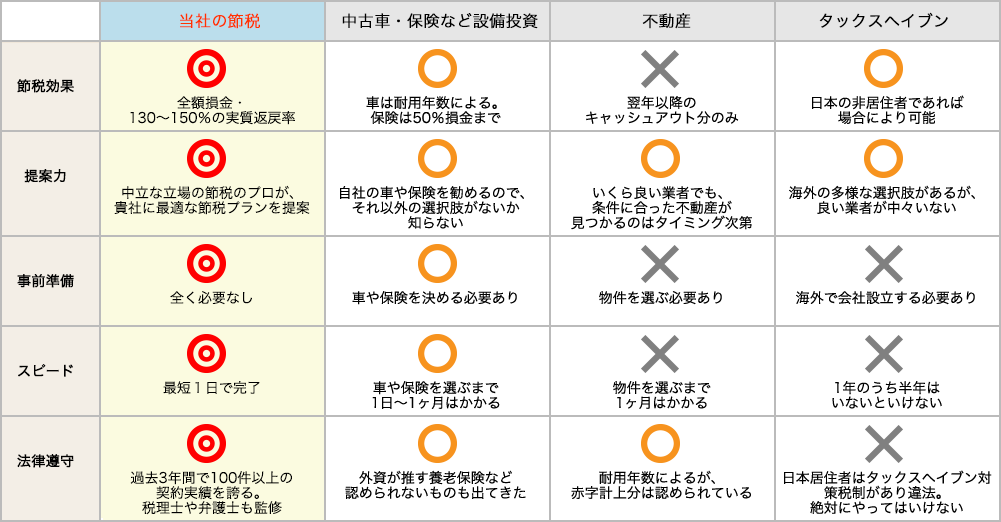 当社の節税
中古車・保険など設備投資
不動産
タックスヘイブン
節税効果
全額損金・
130〜150%の実質返戻率
車は耐用年数による。
保険は50%損金まで
翌年以降の
キャッシュアウト分のみ
日本の非居住者であれば
場合により可能
提案力
中立な立場の節税のプロが、
貴社に最適な節税プランを提案
自社の車や保険を勧めるので、
それ以外の選択肢がないか
知らない
いくら良い業者でも、
条件に合った不動産が
見つかるのはタイミング次第
海外の多様な選択肢があるが、
良い業者が中々いない
事前準備
全く必要なし
車や保険を決める必要あり
物件を選ぶ必要あり
海外で会社設立する必要あり
スピード
最短1日で完了
車や保険を選ぶまで
1日〜1ヶ月はかかる
物件を選ぶまで
1ヶ月はかかる
1年のうち半年は
いないといけない
法律遵守
過去3年間で100件以上の
契約実績を誇る。
税理士や弁護士も監修
外資が推す養老保険など
認められないものも出てきた
耐用年数によるが、
赤字計上分は認められている
日本居住者はタックスヘイブン対
策税制があり違法。
絶対にやってはいけない